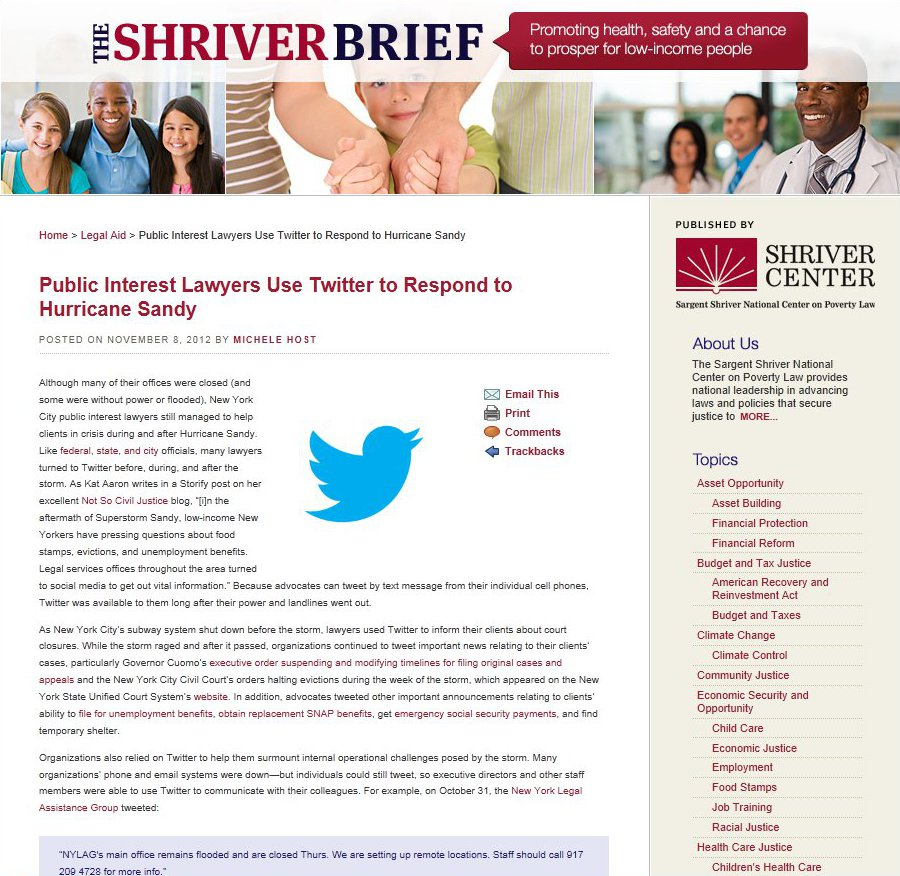 THE SHRIVER BRIEF
Promoting health, safety and a chance
to prosper for low-income people
Home > Legal Aid > Public Interest Lawyers Use Twitter to Respond to Hurricane Sandy
Public Interest Lawyers Use Twitter to Respond to
Hurricane Sandy
POSTED ON NOVEMBER 8, 2012 BY MICHELE HOST
Although many of their offices were closed (and
some were without power or flooded), New York
City public interest lawyers still managed to help
clients in crisis during and after Hurricane Sandy.
Like federal, state, and city officials, many lawyers
turned to Twitter before, during, and after the
storm. As Kat Aaron writes in a Storify post on her
excellent Not So Civil Justice blog, “[i]n the
aftermath of Superstorm Sandy, low-income New
Yorkers have pressing questions about food
stamps, evictions, and unemployment benefits.
Legal services offices throughout the area turned
to social media to get out vital information.” Because advocates can tweet by text message from their individual cell phones,
Twitter was available to them long after their power and landlines went out.
Email This
Print
Comments
Trackbacks
As New York City’s subway system shut down before the storm, lawyers used Twitter to inform their clients about court
closures. While the storm raged and after it passed, organizations continued to tweet important news relating to their clients’
cases, particularly Governor Cuomo’s executive order suspending and modifying timelines for filing original cases and
appeals and the New York City Civil Court’s orders halting evictions during the week of the storm, which appeared on the New
York State Unified Court System’s website. In addition, advocates tweeted other important announcements relating to clients’
ability to file for unemployment benefits, obtain replacement SNAP benefits, get emergency social security payments, and find
temporary shelter.
Organizations also relied on Twitter to help them surmount internal operational challenges posed by the storm. Many
organizations’ phone and email systems were down—but individuals could still tweet, so executive directors and other staff
members were able to use Twitter to communicate with their colleagues. For example, on October 31, the New York Legal
Assistance Group tweeted:
“NYLAG's main office remains flooded and are closed Thurs. We are setting up remote locations. Staff should call 917
209 4728 for more info.”
PUBLISHED BY
SHRIVER
CENTER
Sargent Shriver National Center on Poverty Law
About Us
The Sargent Shriver National
Center on Poverty Law provides
national leadership in advancing
laws and policies that secure
justice to MORE...
Topics
Asset Opportunity
Asset Building
Financial Protection
Financial Reform
Budget and Tax Justice
American Recovery and
Reinvestment Act
Budget and Taxes
Climate Change
Climate Control
Community Justice
Economic Security and
Opportunity
Child Care
Economic Justice
Employment
Food Stamps
Job Training
Racial Justice
Health Care Justice
Children's Health Care